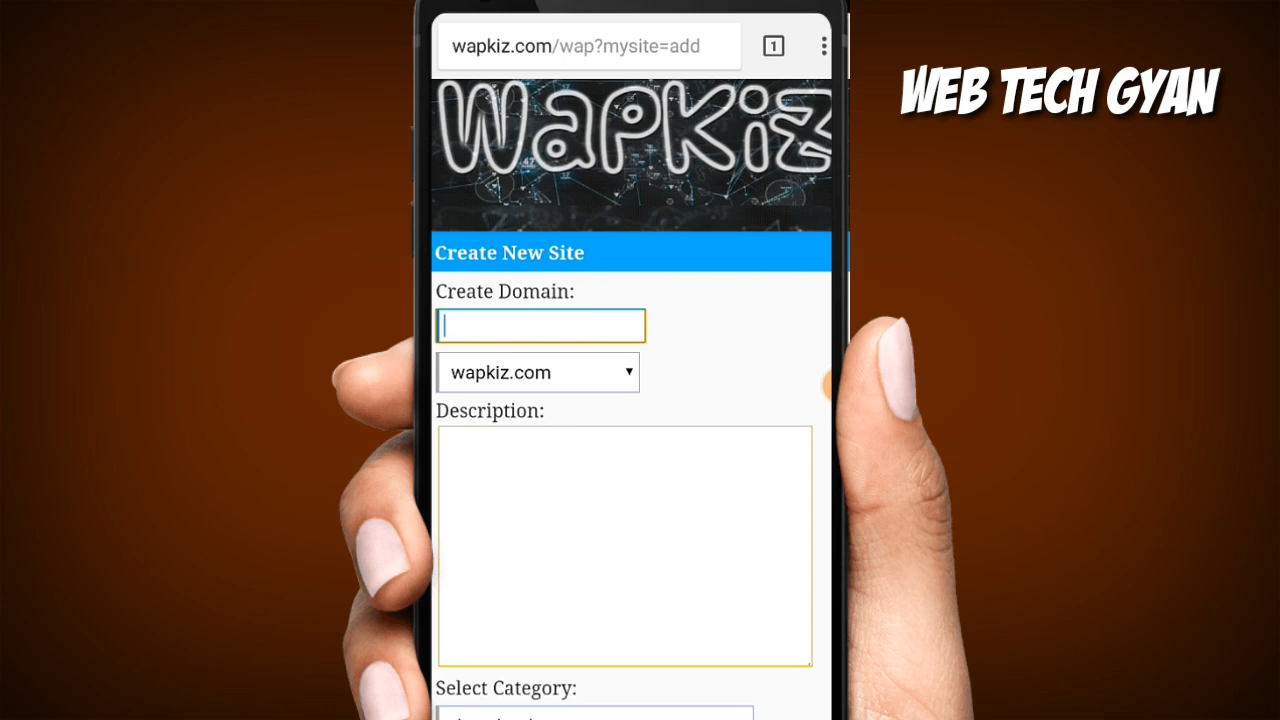 wapkiz.com/wap?mysite=add
1
WEB TECH GYAN
WapKiz
Create New Site
Create Domain:
wapkiz.com
Description:
Select Category: